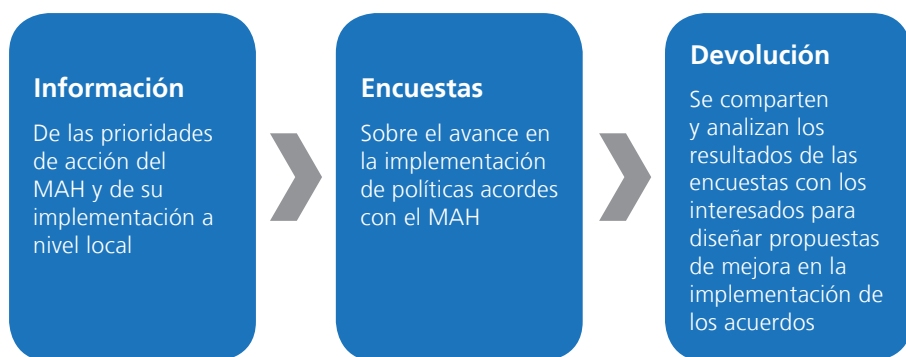 Información
De las prioridades
de acción del
MAH y de su
implementación a
nivel local
Encuestas
Sobre el avance en
la implementación
de políticas acordes
con el MAH
Devolución
Se comparten
y analizan los
resultados de las
encuestas con los
interesados para
diseñar propuestas
de mejora en la
implementación de
los acuerdos